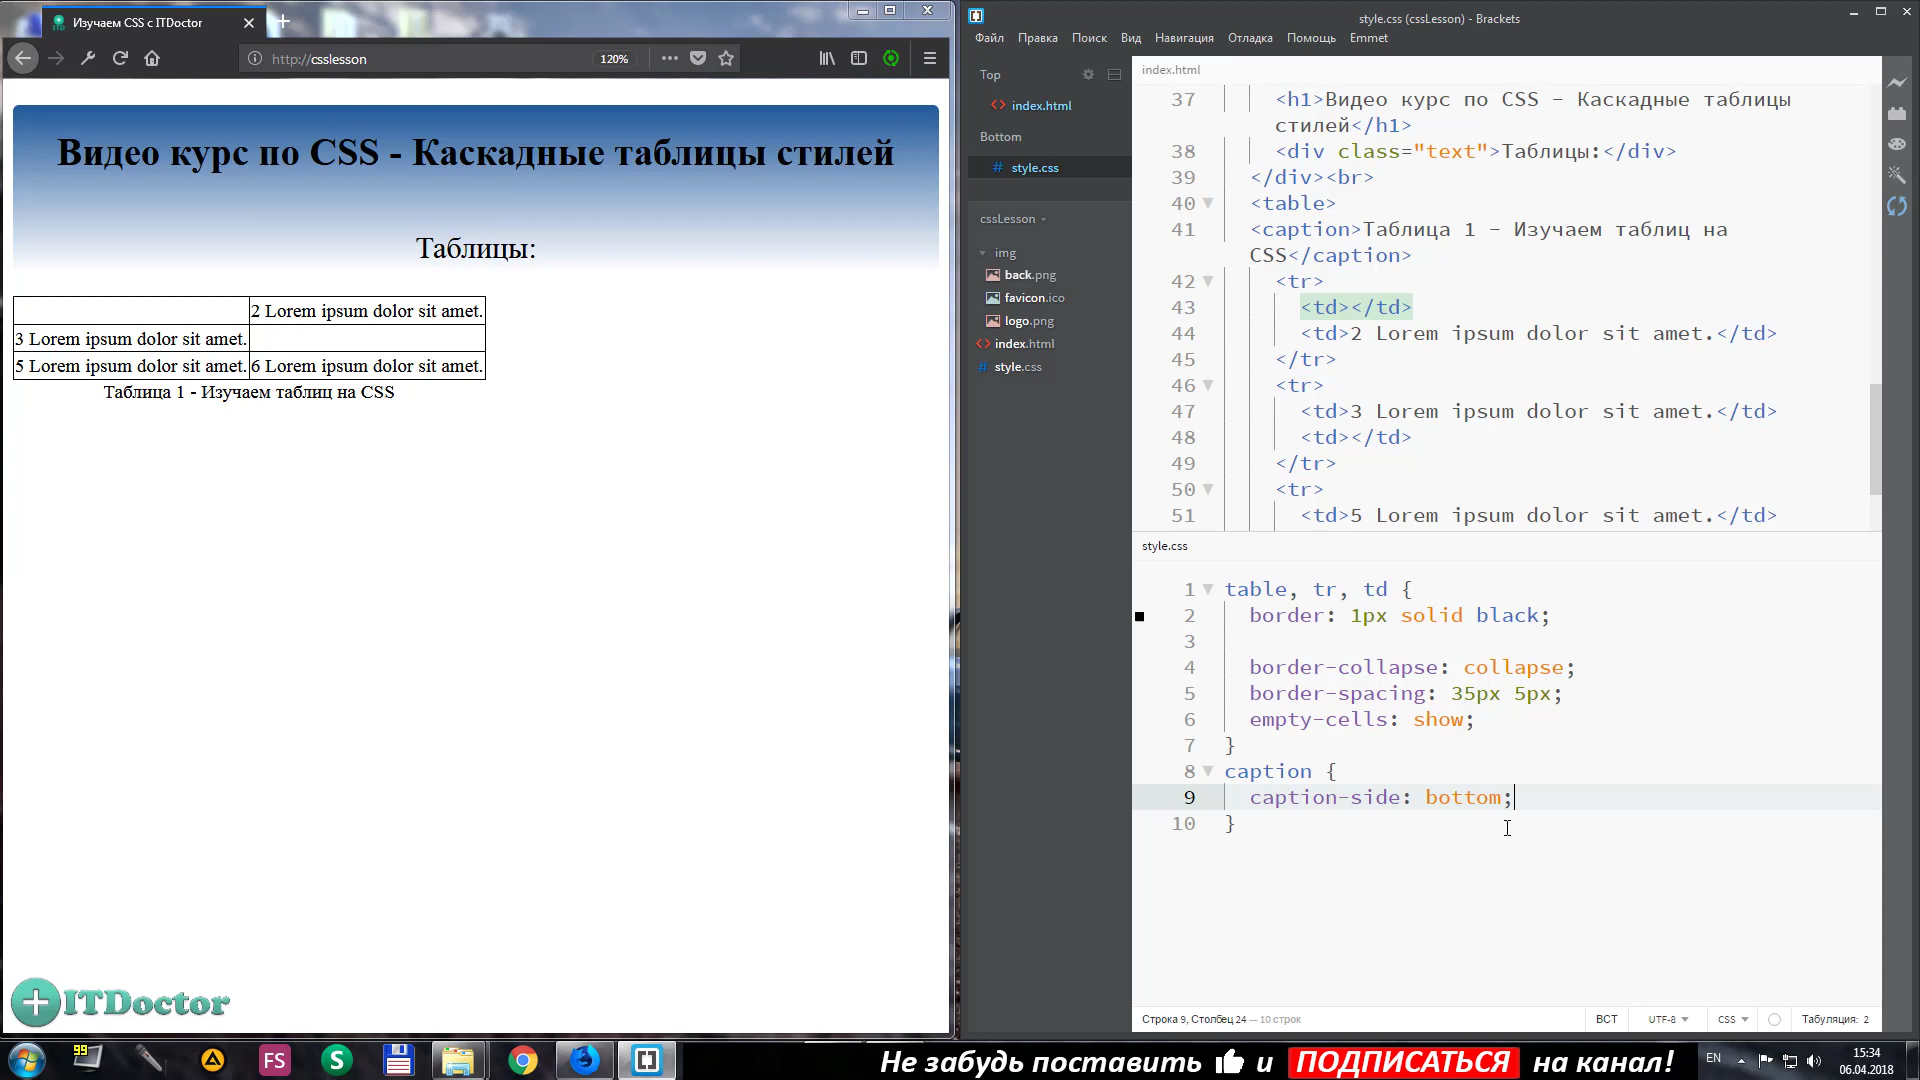 Изучаем CSS с ITDoctor
http://csslesson
120%
Видео курс по CSS - Каскадные таблицы стилей
Таблицы:
2 Lorem ipsum dolor sit amet.
3 Lorem ipsum dolor sit amet.
5 Lorem ipsum dolor sit amet. 6 Lorem ipsum dolor sit amet.
Таблица 1 - Изучаем таблиц на CSS
ITDoctor
style.css (cssLesson) - Brackets
Файл Правка Поиск Вид Навигация Отладка Помощь Emmet
Top
index.html
Bottom
style.css
cssLesson
img
back.png
favicon.ico
logo.png
index.html
style.css
index.html
37 <h1>Видео курс по CSS - Каскадные таблицы
стилей</h1>
38 <div class="text">Таблицы:</div>
39 </div><br>
40 <table>
41 <caption>Таблица 1 - Изучаем таблиц на
CSS</caption>
42 <tr>
43 <td></td>
44 <td>2 Lorem ipsum dolor sit amet.</td>
45 </tr>
46 <tr>
47 <td>3 Lorem ipsum dolor sit amet.</td>
48 <td></td>
49 </tr>
50 <tr>
51 <td>5 Lorem ipsum dolor sit amet.</td>
style.css
1 table, tr, td {
2 border: 1px solid black;
3
4 border-collapse: collapse;
5 border-spacing: 35px 5px;
6 empty-cells: show;
7 }
8 caption {
9 caption-side: bottom;
10 }
Строка 9, Столбец 24 — 10 строк
ВСТ UTF-8 CSS Табуляция: 2
99 FS S
Не забудь поставить и ПОДПИСАТЬСЯ на канал!
EN
15:34
06.04.2018